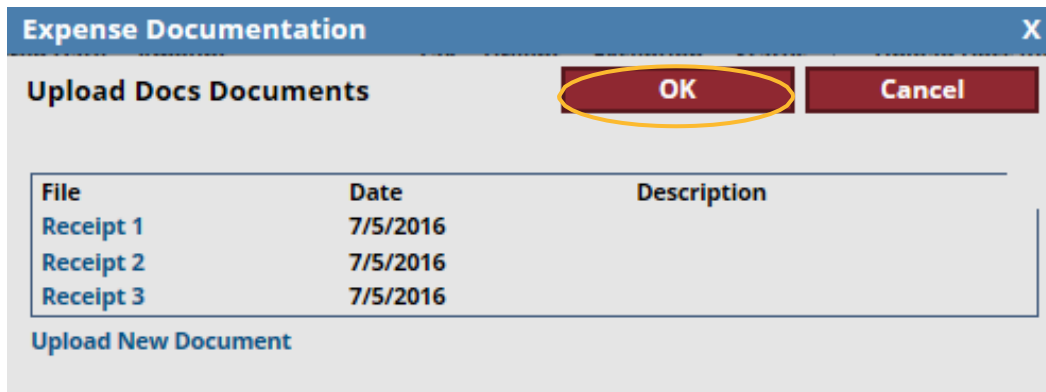 Expense Documentation X
Upload Docs Documents OK Cancel
File Date Description
Receipt 1 7/5/2016
Receipt 2 7/5/2016
Receipt 3 7/5/2016
Upload New Document